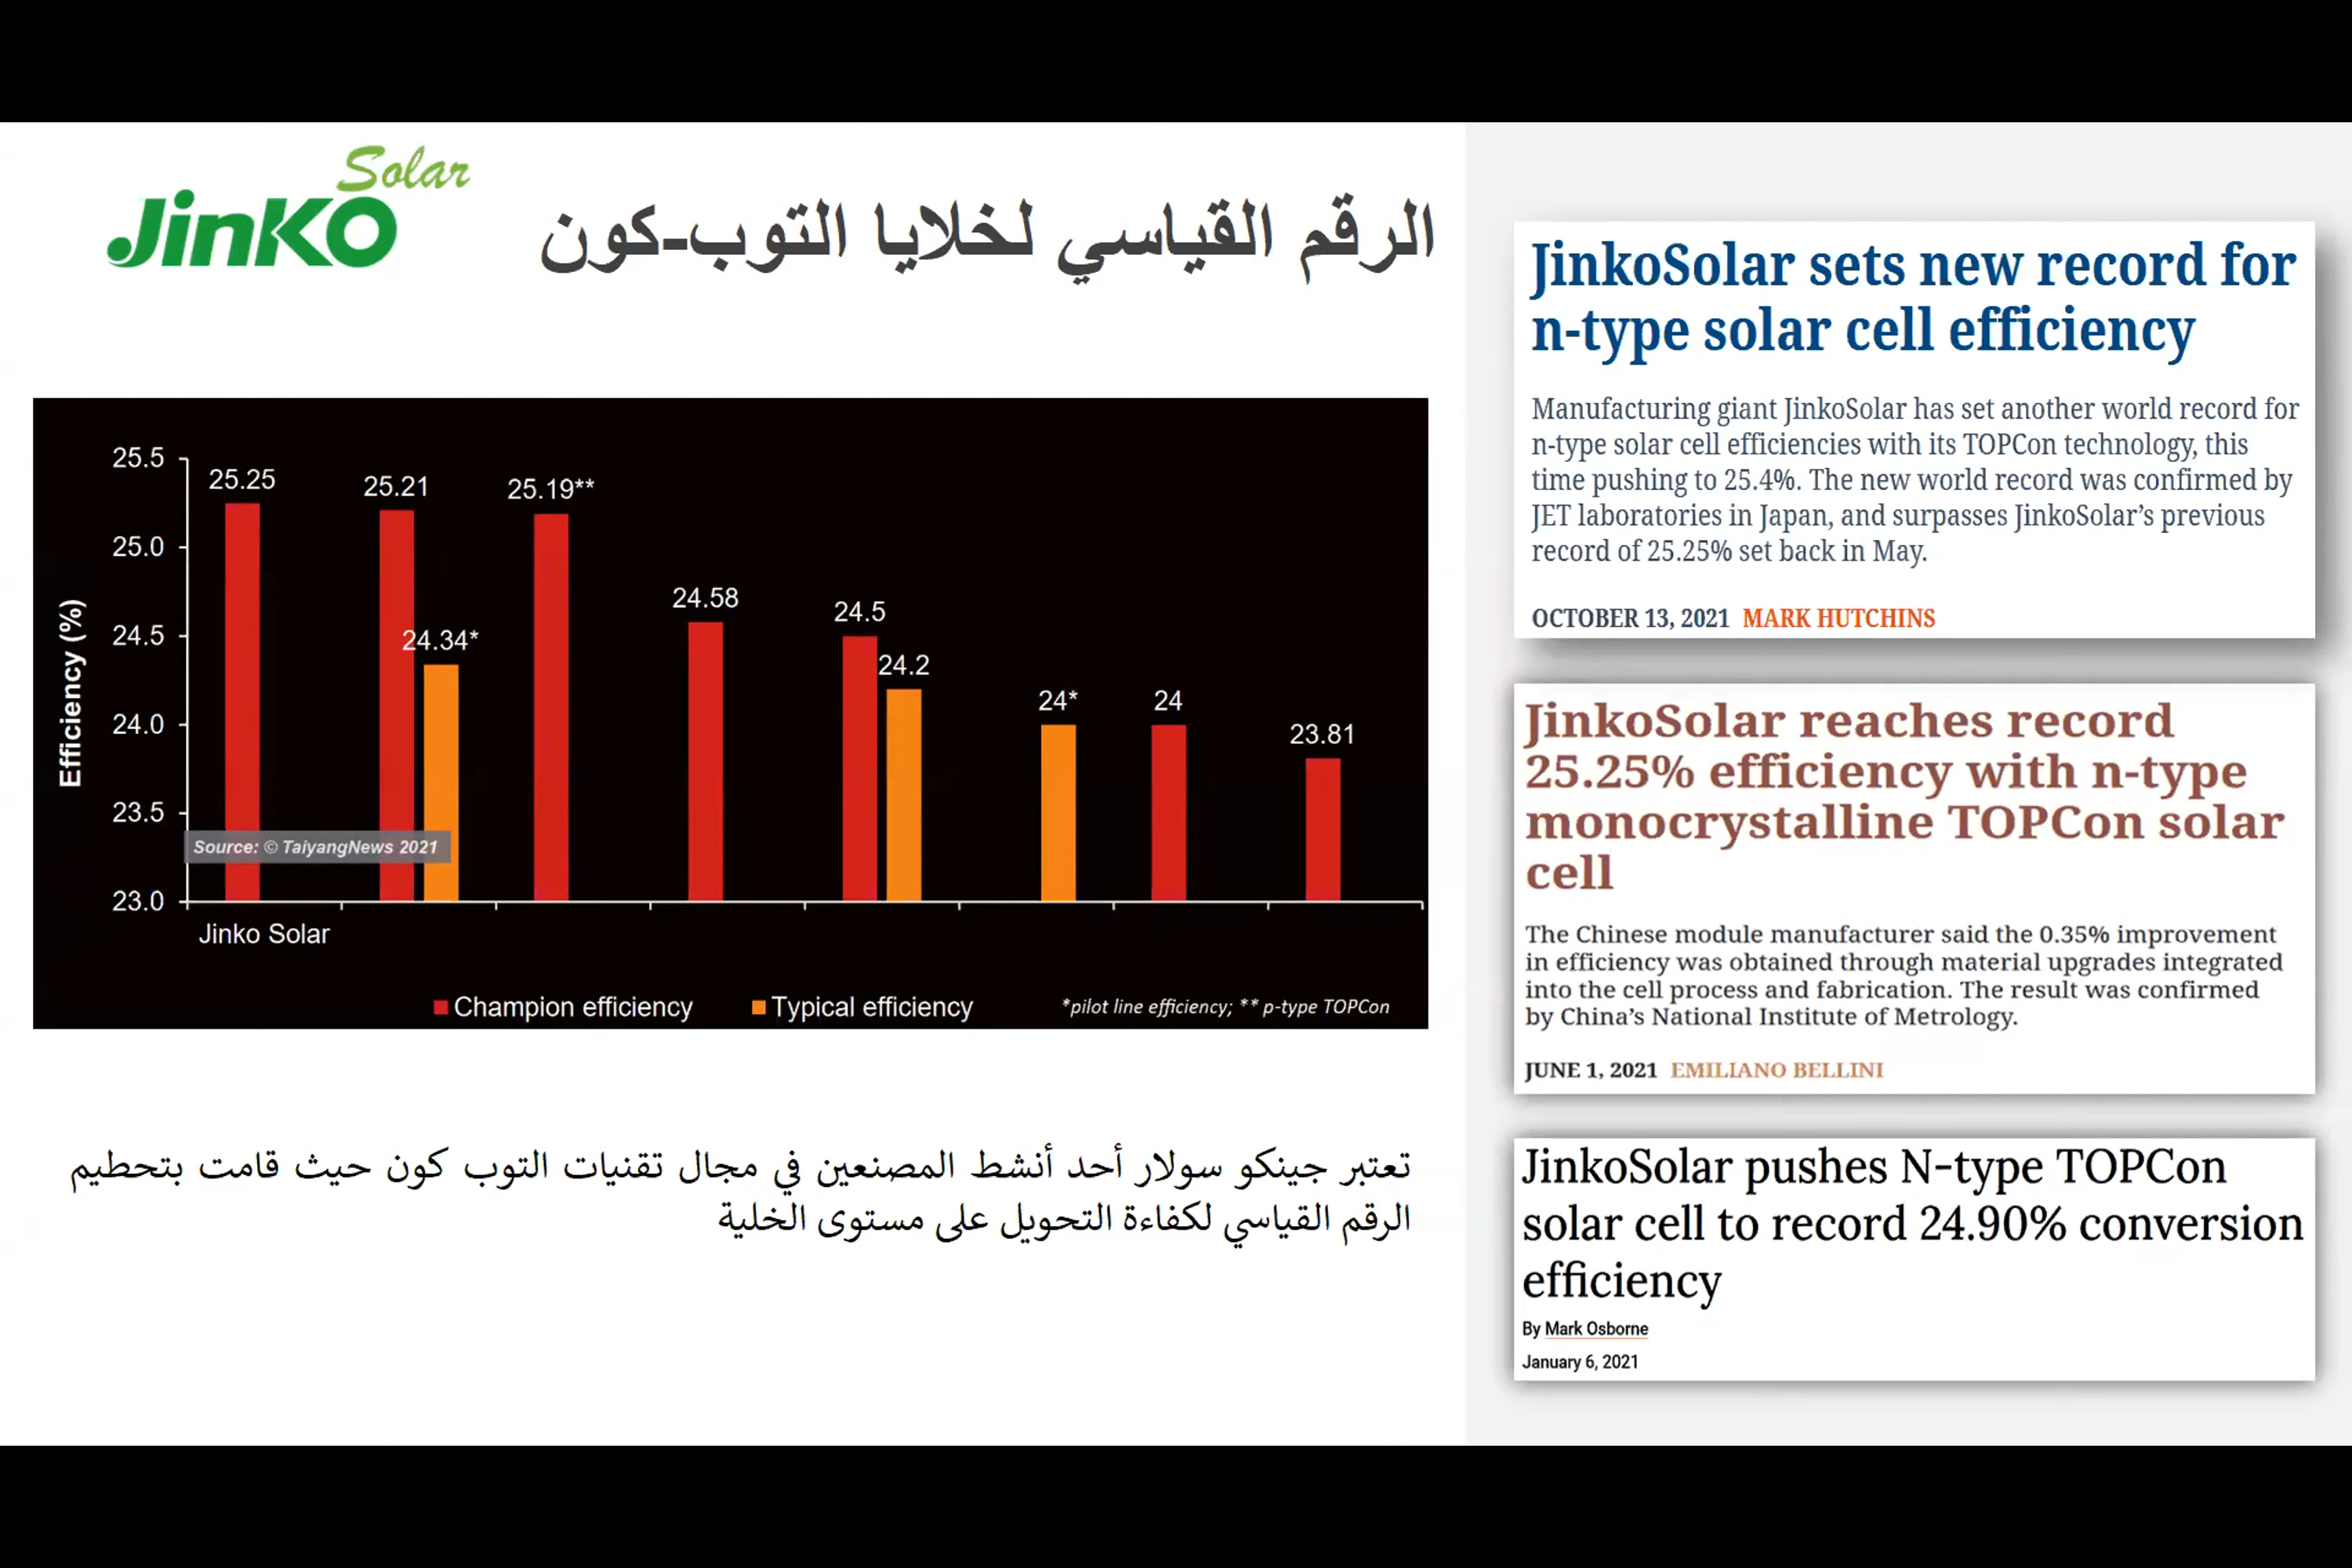 Solar
JinKO
الرقم القياسي لخلايا التوب-كون
25.5
25.0
24.5
24.0
23.5
23.0
Efficiency (%)
25.25
25.21
24.34*
25.19**
24.58
24.5
24.2
24*
24
23.81
Source: © TaiyangNews 2021
Jinko Solar
Champion efficiency
Typical efficiency
*pilot line efficiency; ** p-type TOPCon
تعتبر جينكو سولار أحد أنشط المصنعين في مجال تقنيات التوب كون حيث قامت بتحطيم
الرقم القياسي لكفاءة التحويل على مستوى الخلية
JinkoSolar sets new record for
n-type solar cell efficiency
Manufacturing giant JinkoSolar has set another world record for
n-type solar cell efficiencies with its TOPCon technology, this
time pushing to 25.4%. The new world record was confirmed by
JET laboratories in Japan, and surpasses JinkoSolar’s previous
record of 25.25% set back in May.
OCTOBER 13, 2021 MARK HUTCHINS
JinkoSolar reaches record
25.25% efficiency with n-type
monocrystalline TOPCon solar
cell
The Chinese module manufacturer said the 0.35% improvement
in efficiency was obtained through material upgrades integrated
into the cell process and fabrication. The result was confirmed
by China’s National Institute of Metrology.
JUNE 1, 2021 EMILIANO BELLINI
JinkoSolar pushes N-type TOPCon
solar cell to record 24.90% conversion
efficiency
By Mark Osborne
January 6, 2021